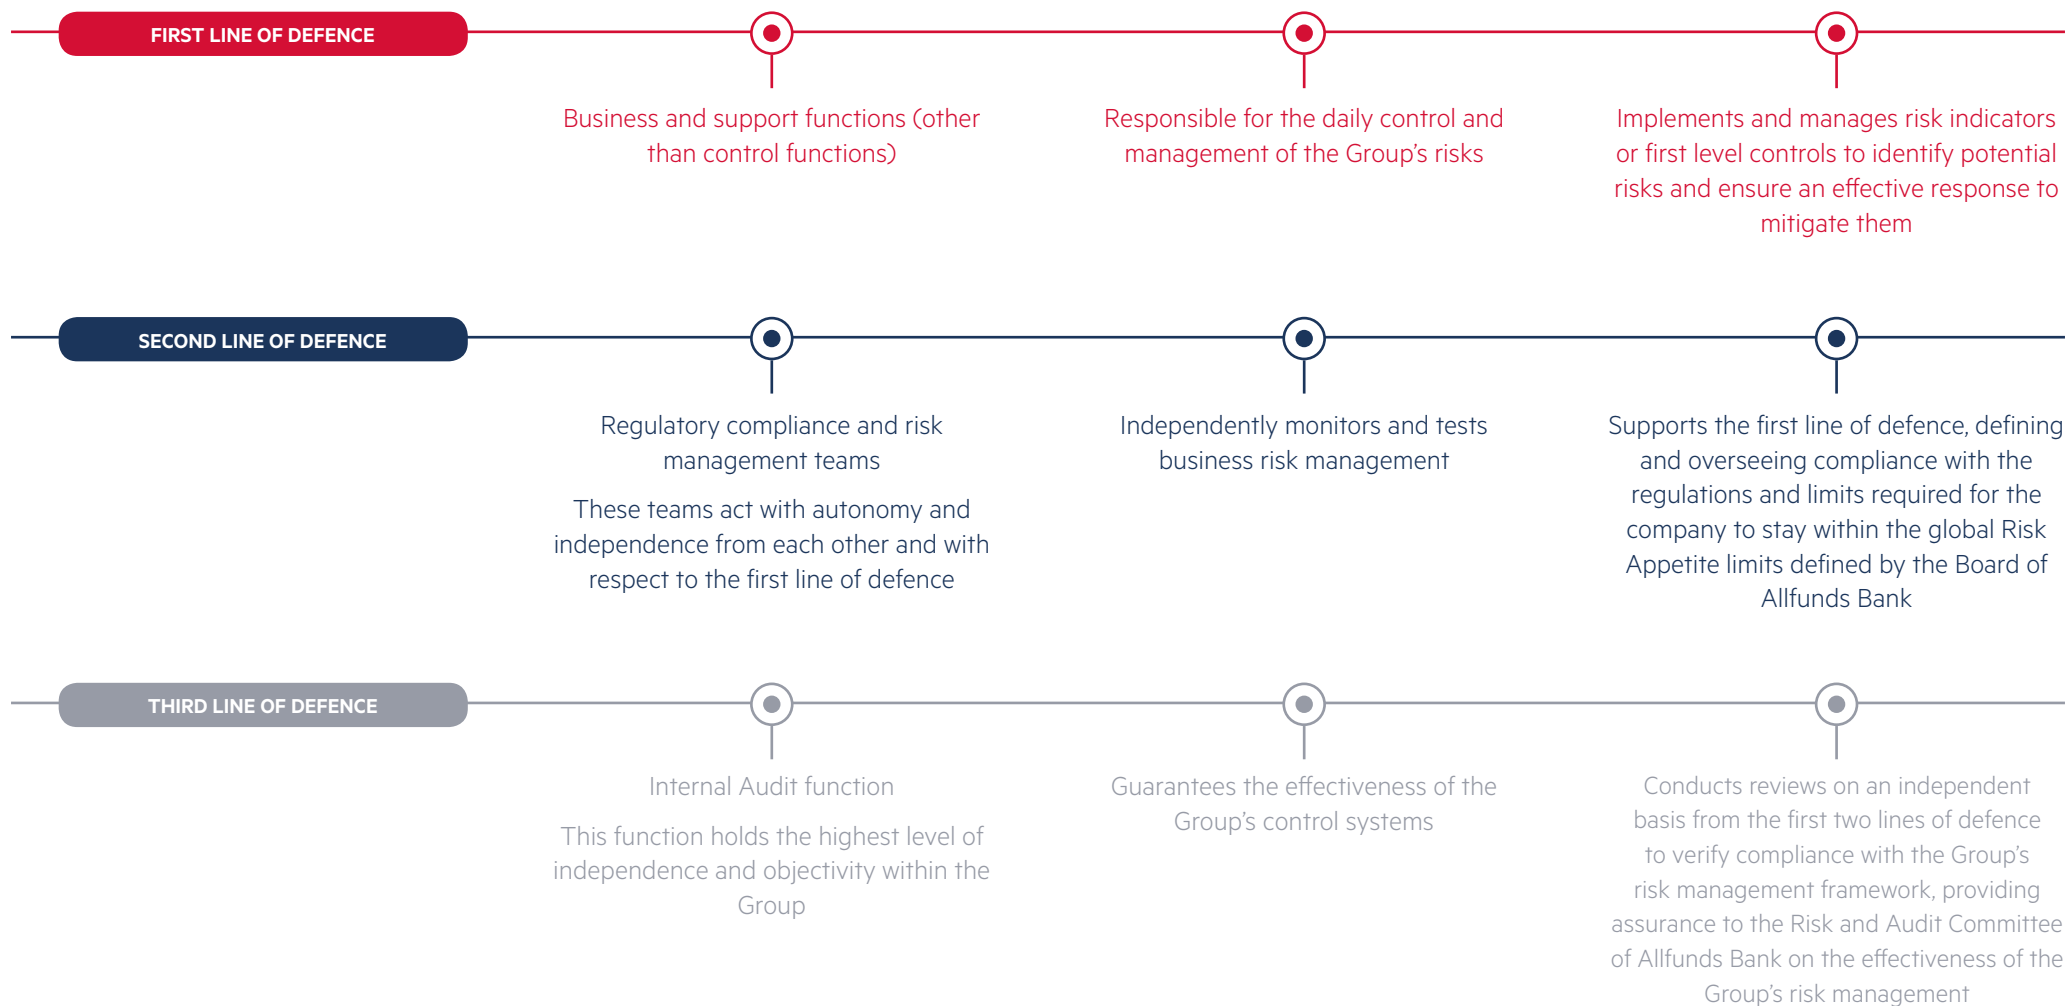 FIRST LINE OF DEFENCE
Business and support functions (other
than control functions)
Responsible for the daily control and
management of the Group's risks
Implements and manages risk indicators
or first level controls to identify potential
risks and ensure an effective response to
mitigate them
SECOND LINE OF DEFENCE
Regulatory compliance and risk
management teams
These teams act with autonomy and
independence from each other and with
respect to the first line of defence
Independently monitors and tests
business risk management
Supports the first line of defence, defining
and overseeing compliance with the
regulations and limits required for the
company to stay within the global Risk
Appetite limits defined by the Board of
Allfunds Bank
THIRD LINE OF DEFENCE
Internal Audit function
This function holds the highest level of
independence and objectivity within the
Group
Guarantees the effectiveness of the
Group's control systems
Conducts reviews on an independent
basis from the first two lines of defence
to verify compliance with the Group's
risk management framework, providing
assurance to the Risk and Audit Committee
of Allfunds Bank on the effectiveness of the
Group's risk management